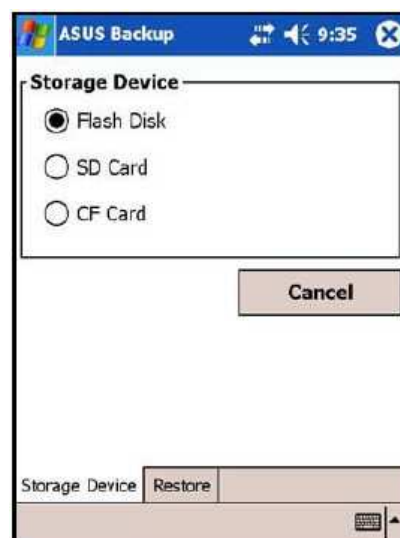 ASUS Backup 9:35
Storage Device
Flash Disk
SD Card
CF Card
Cancel
Storage Device Restore